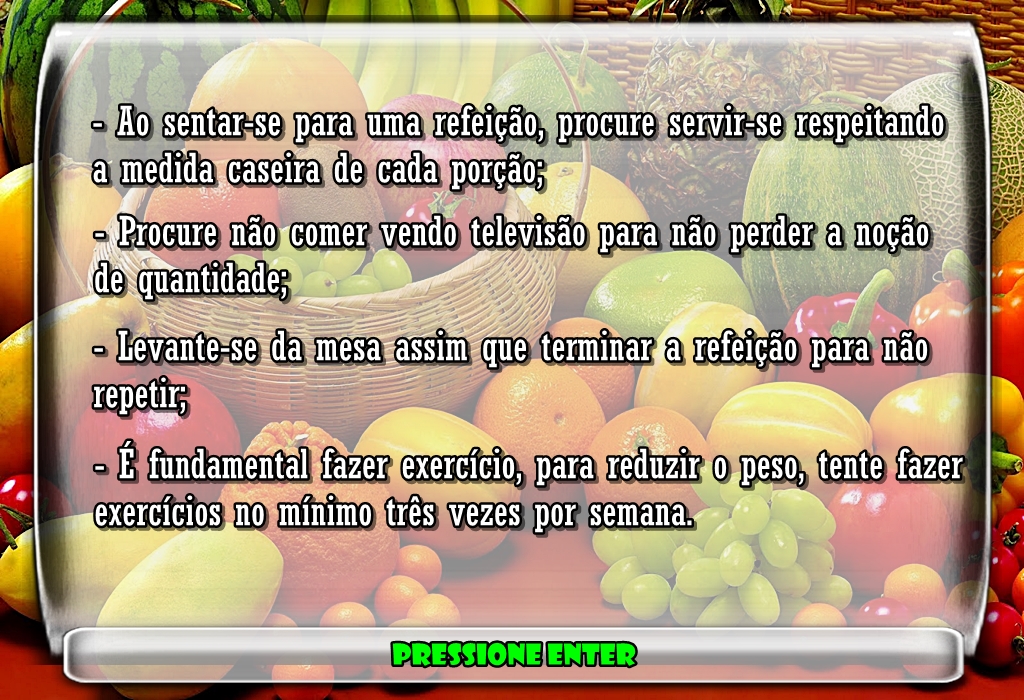 - Ao sentar-se para uma refeição, procure servir-se respeitando
a medida caseira de cada porção;
- Procure não comer vendo televisão para não perder a noção
de quantidade;
- Levante-se da mesa assim que terminar a refeição para não
repetir;
- É fundamental fazer exercício, para reduzir o peso, tente fazer
exercícios no mínimo três vezes por semana.
PRESSIONE ENTER